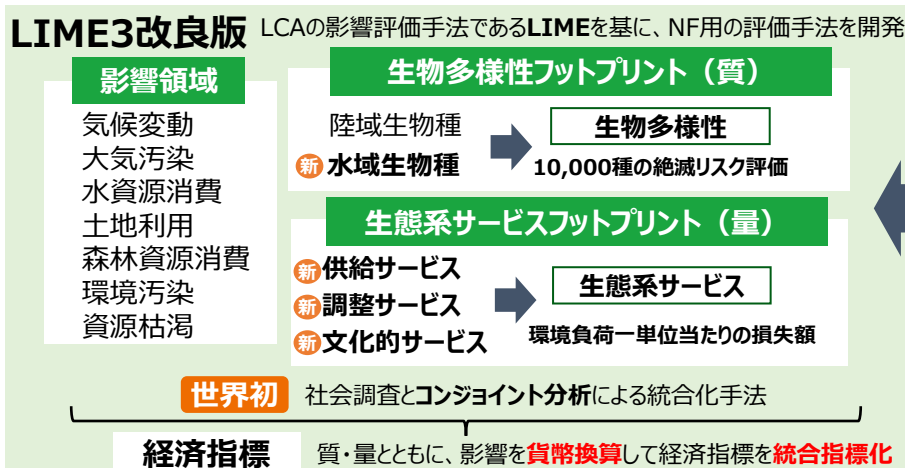 LIME3改良版 LCAの影響評価手法であるLIMEを基に、NF用の評価手法を開発
影響領域
気候変動
大気汚染
水資源消費
土地利用
森林資源消費
環境汚染
資源枯渇
生物多様性フットプリント（質）
陸域生物種
新 水域生物種
生物多様性
10,000種の絶滅リスク評価
生態系サービスフットプリント（量）
新 供給サービス
新 調整サービス
新 文化的サービス
生態系サービス
環境負荷一単位当たりの損失額
世界初 社会調査とコンジョイント分析による統合化手法
経済指標 質・量とともに、影響を貨幣換算して経済指標を統合指標化